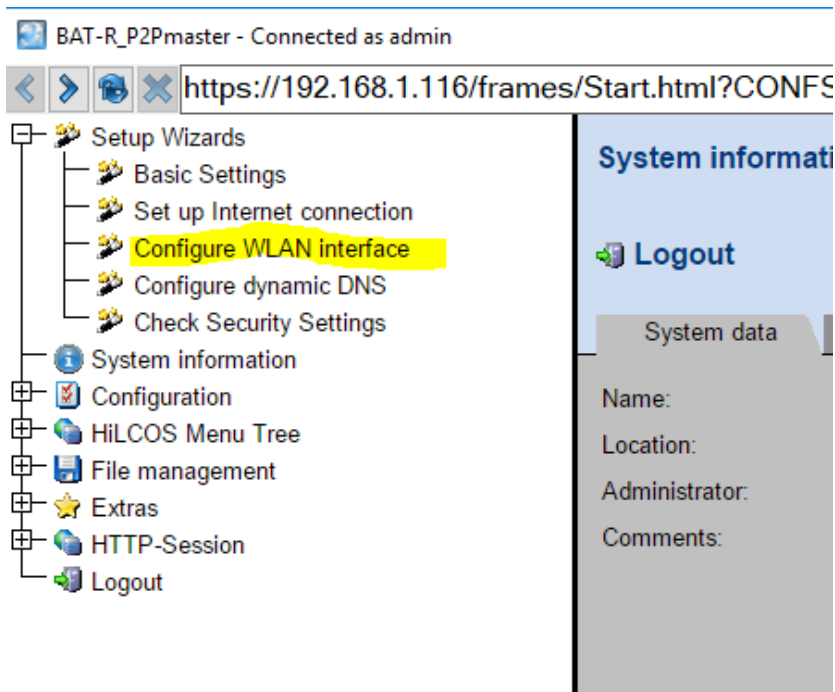 BAT-R_P2Pmaster - Connected as admin
https://192.168.1.116/frames/Start.html?CONFS
Setup Wizards
Basic Settings
Set up Internet connection
Configure WLAN interface
Configure dynamic DNS
Check Security Settings
System information
Configuration
HiLCOS Menu Tree
File management
Extras
HTTP-Session
Logout
System informati
Logout
System data
Name:
Location:
Administrator:
Comments: